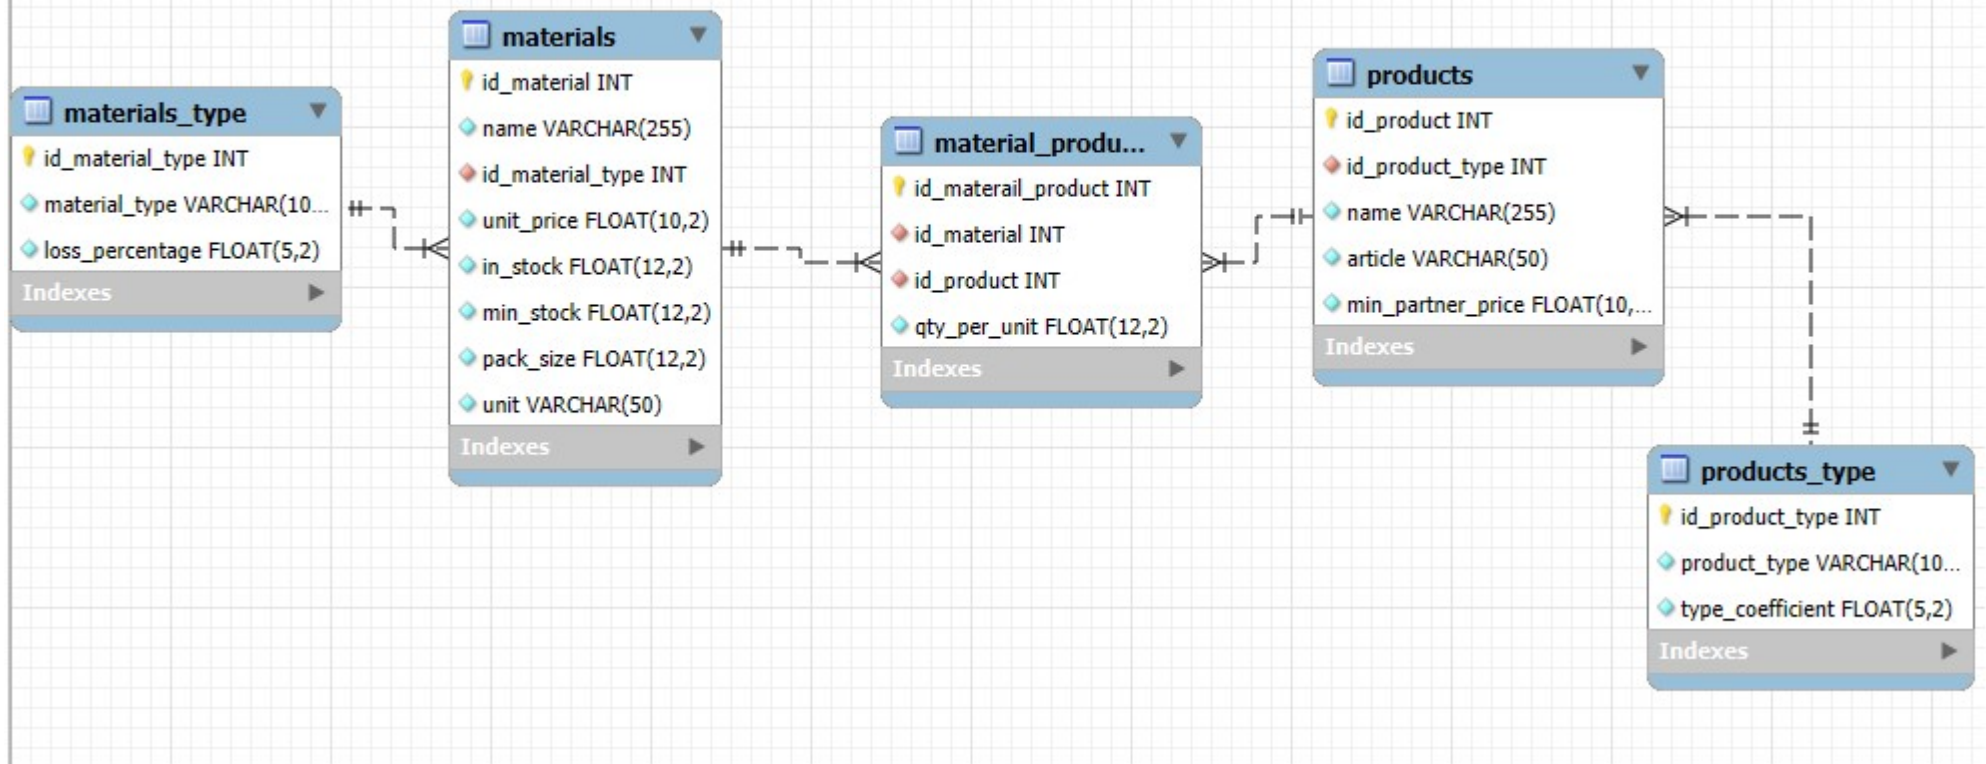 materials_type
id_material_type INT
material_type VARCHAR(10...
loss_percentage FLOAT(5,2)
Indexes
materials
id_material INT
name VARCHAR(255)
id_material_type INT
unit_price FLOAT(10,2)
in_stock FLOAT(12,2)
min_stock FLOAT(12,2)
pack_size FLOAT(12,2)
unit VARCHAR(50)
Indexes
material_produ...
id_materail_product INT
id_material INT
id_product INT
qty_per_unit FLOAT(12,2)
Indexes
products
id_product INT
id_product_type INT
name VARCHAR(255)
article VARCHAR(50)
min_partner_price FLOAT(10,...
Indexes
products_type
id_product_type INT
product_type VARCHAR(10...
type_coefficient FLOAT(5,2)
Indexes